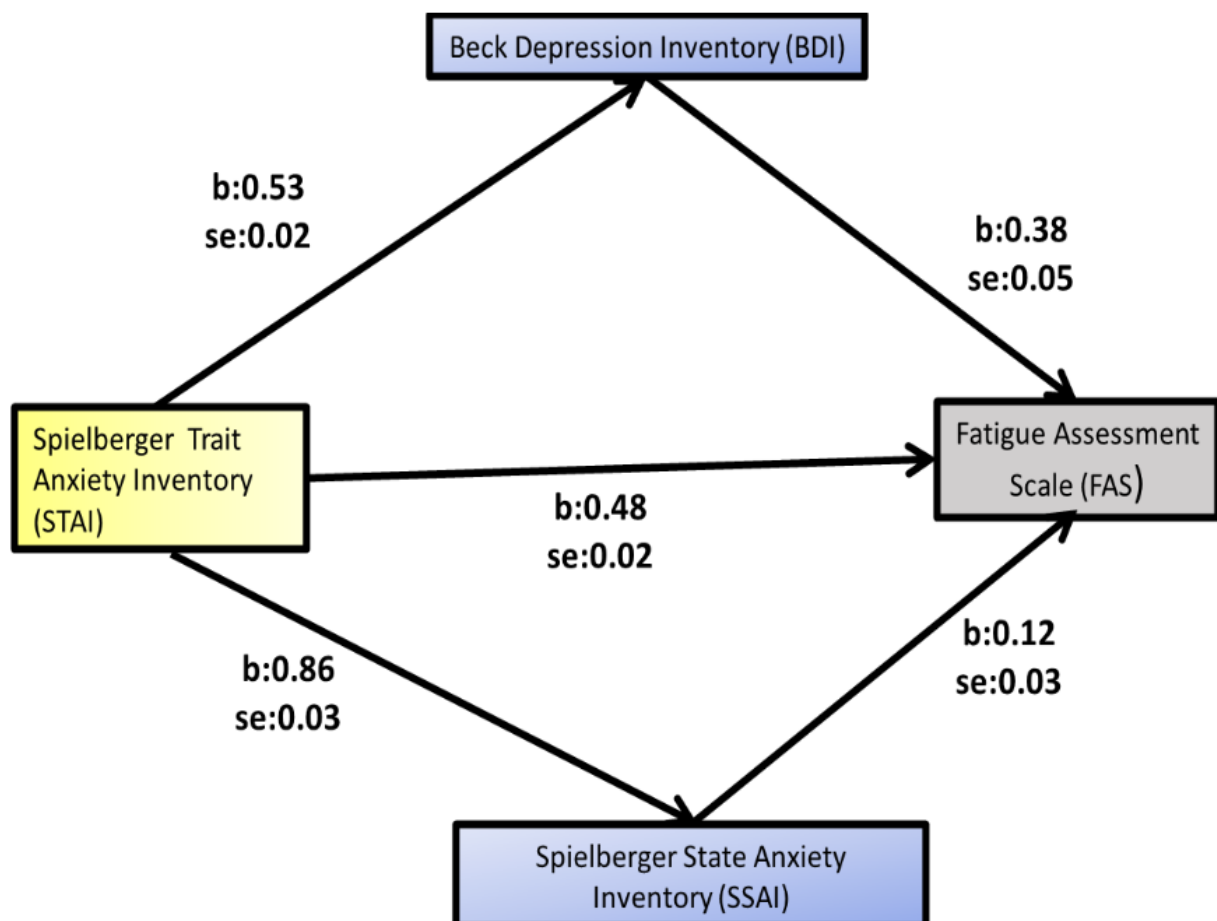 Beck Depression Inventory (BDI)
b:0.53
se:0.02
b:0.38
se:0.05
Spielberger Trait
Anxiety Inventory
(STAI)
Fatigue Assessment
Scale (FAS)
b:0.48
se:0.02
b:0.86
se:0.03
b:0.12
se:0.03
Spielberger State Anxiety
Inventory (SSAI)